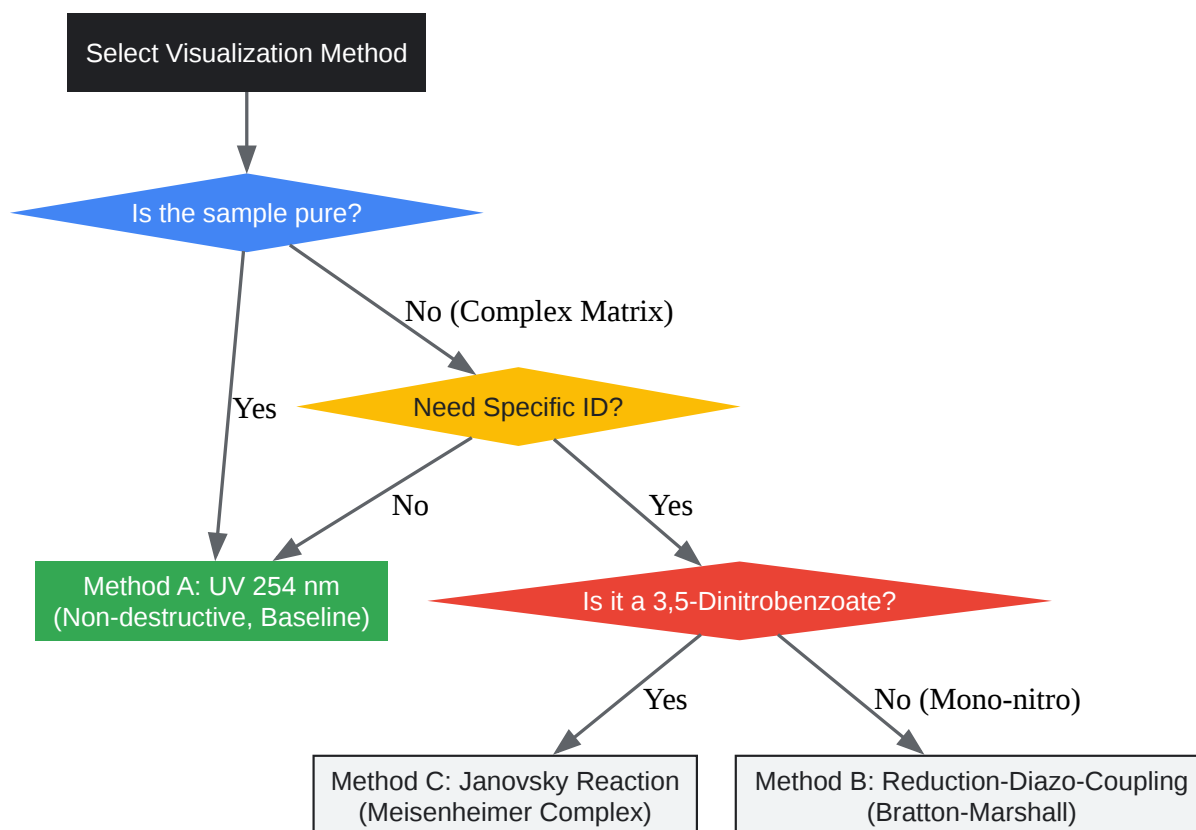 Select Visualization Method
Is the sample pure?
No (Complex Matrix)
Yes
Need Specific ID?
No
Yes
Method A: UV 254 nm
(Non-destructive, Baseline)
Is it a 3,5-Dinitrobenzoate?
Yes
No (Mono-nitro)
Method C: Janovsky Reaction
(Meisenheimer Complex)
Method B: Reduction-Diazo-Coupling
(Bratton-Marshall)